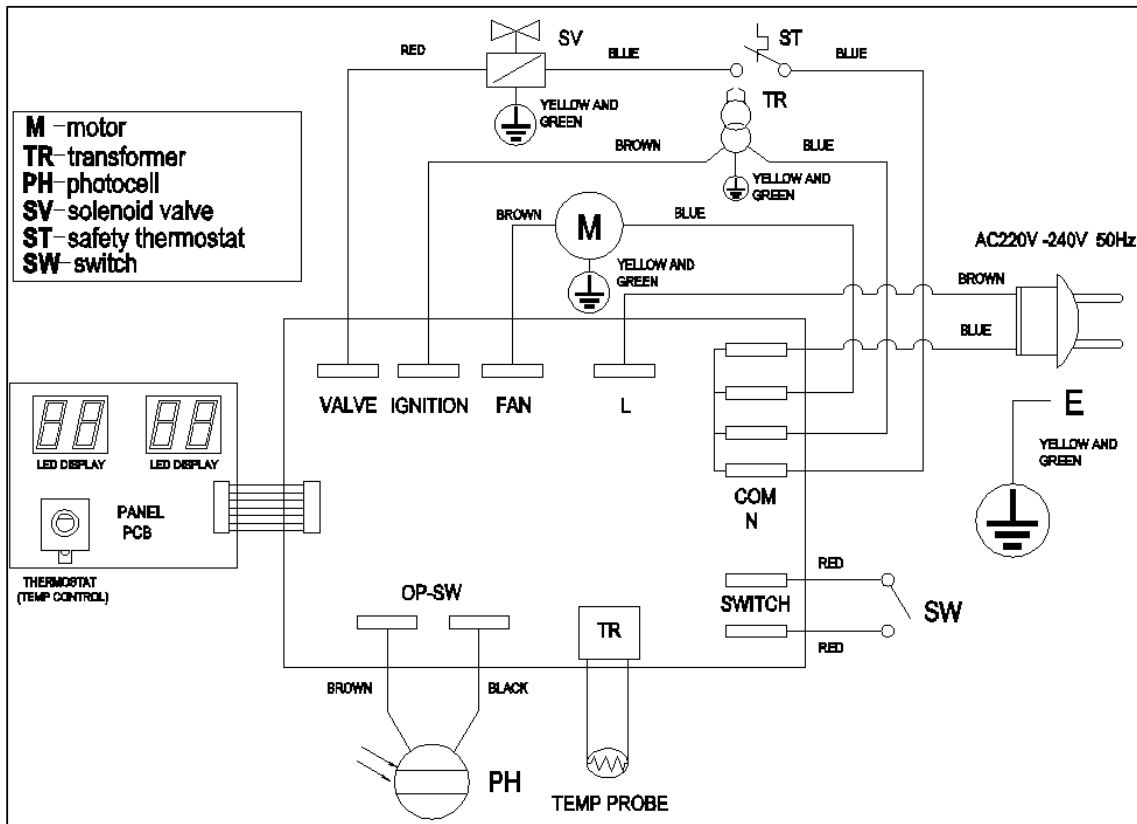 SV
ST
RED
BLUE
BLUE
YELLOW AND
GREEN
TR
BROWN
BLUE
YELLOW AND
GREEN
M-motor
TR-transformer
PH-photocell
SV-solenoid valve
ST-safety thermostat
SW-switch
BROWN
M
BLUE
YELLOW AND
GREEN
AC220V -240V 50Hz
BROWN
BLUE
VALVE
IGNITION
FAN
L
COM
N
E
YELLOW AND
GREEN
88
88
LED DISPLAY
LED DISPLAY
PANEL
PCB
THERMOSTAT
(TEMP CONTROL)
OP-SW
TR
SWITCH
RED
SW
RED
BROWN
BLACK
PH
TEMP PROBE